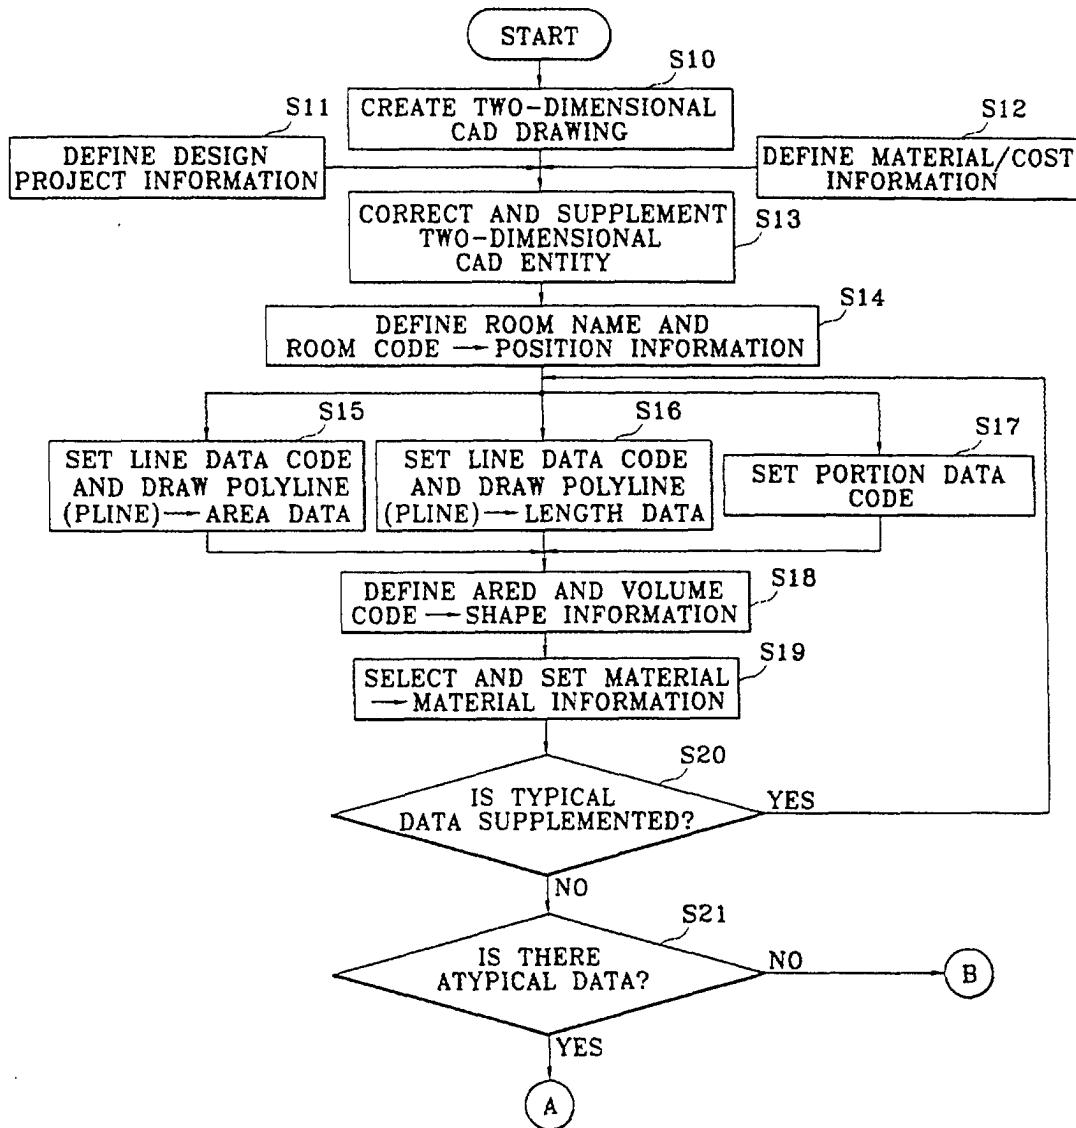 START
S10
CREATE TWO-DIMENSIONAL
CAD DRAWING
S11
DEFINE DESIGN
PROJECT INFORMATION
S12
DEFINE MATERIAL/COST
INFORMATION
S13
CORRECT AND SUPPLEMENT
TWO-DIMENSIONAL
CAD ENTITY
S14
DEFINE ROOM NAME AND
ROOM CODE → POSITION INFORMATION
S15
SET LINE DATA CODE
AND DRAW POLYLINE
(PLINE) → AREA DATA
S16
SET LINE DATA CODE
AND DRAW POLYLINE
(PLINE) → LENGTH DATA
S17
SET PORTION DATA
CODE
S18
DEFINE ARED AND VOLUME
CODE → SHAPE INFORMATION
S19
SELECT AND SET MATERIAL
→ MATERIAL INFORMATION
S20
IS TYPICAL
DATA SUPPLEMENTED?
YES
NO
S21
IS THERE
ATYPICAL DATA?
NO
B
YES
A